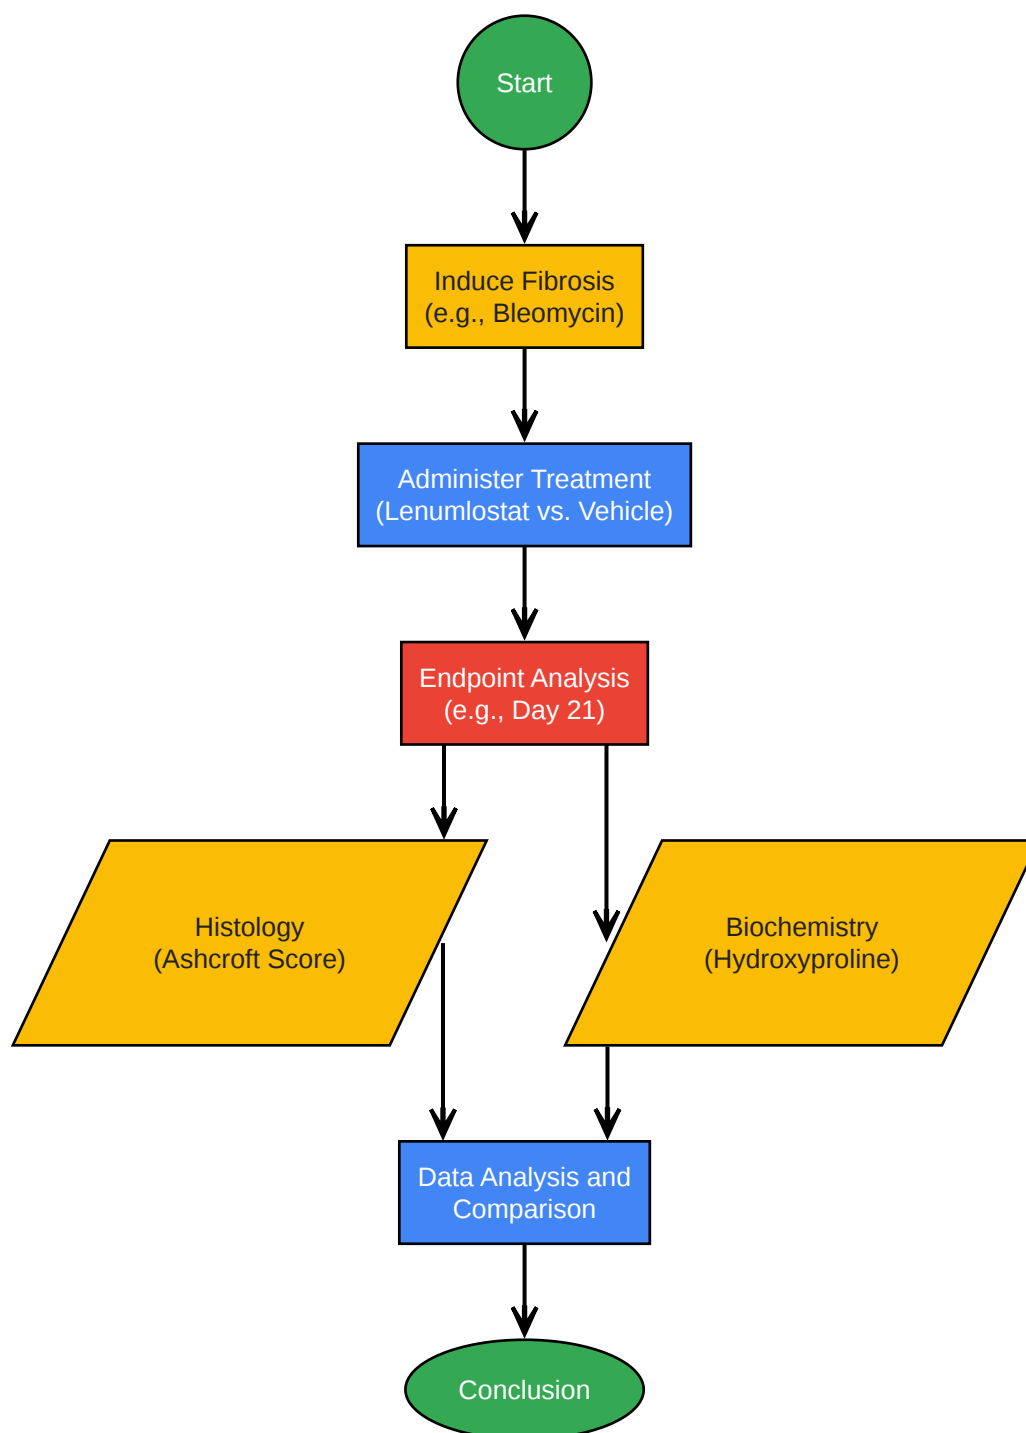 Start
Induce Fibrosis
(e.g., Bleomycin)
Administer Treatment
(Lenumlostat vs. Vehicle)
Endpoint Analysis
(e.g., Day 21)
Histology
(Ashcroft Score)
Biochemistry
(Hydroxyproline)
Data Analysis and
Comparison
Conclusion